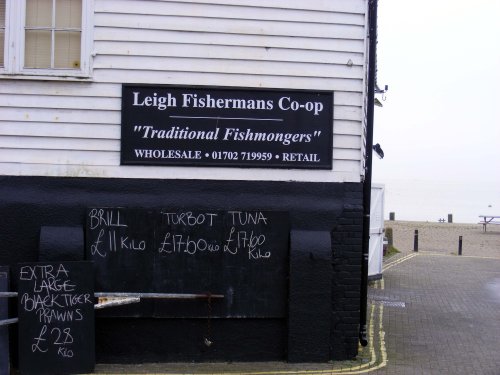 Leigh Fishermans Co-op
"Traditional Fishmongers"
WHOLESALE • 01702 719959 • RETAIL
BRILL
£11 KILO
TURBOT
£17.60 KILO
TUNA
£17.60
KILO
EXTRA
LARGE
BLACK TIGER
PRAWNS
£28
KILO